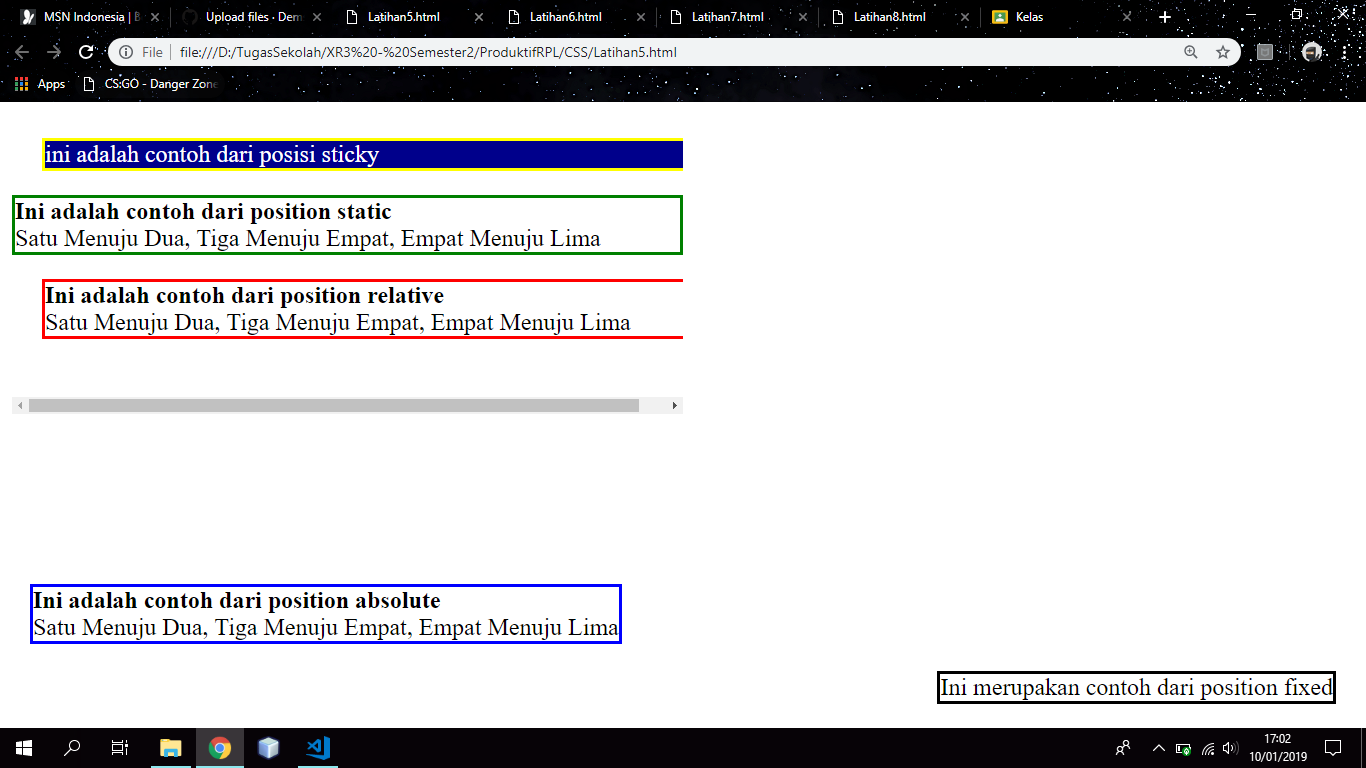 MSN Indonesia | B
Upload files · Dem
Latihan5.html
Latihan6.html
Latihan7.html
Latihan8.html
Kelas
File
file:///D:/TugasSekolah/XR3%20-%20Semester2/ProduktifRPL/CSS/Latihan5.html
Apps
CS:GO - Danger Zone
ini adalah contoh dari posisi sticky
Ini adalah contoh dari position static
Satu Menuju Dua, Tiga Menuju Empat, Empat Menuju Lima
Ini adalah contoh dari position relative
Satu Menuju Dua, Tiga Menuju Empat, Empat Menuju Lima
Ini adalah contoh dari position absolute
Satu Menuju Dua, Tiga Menuju Empat, Empat Menuju Lima
Ini merupakan contoh dari position fixed
17:02
10/01/2019